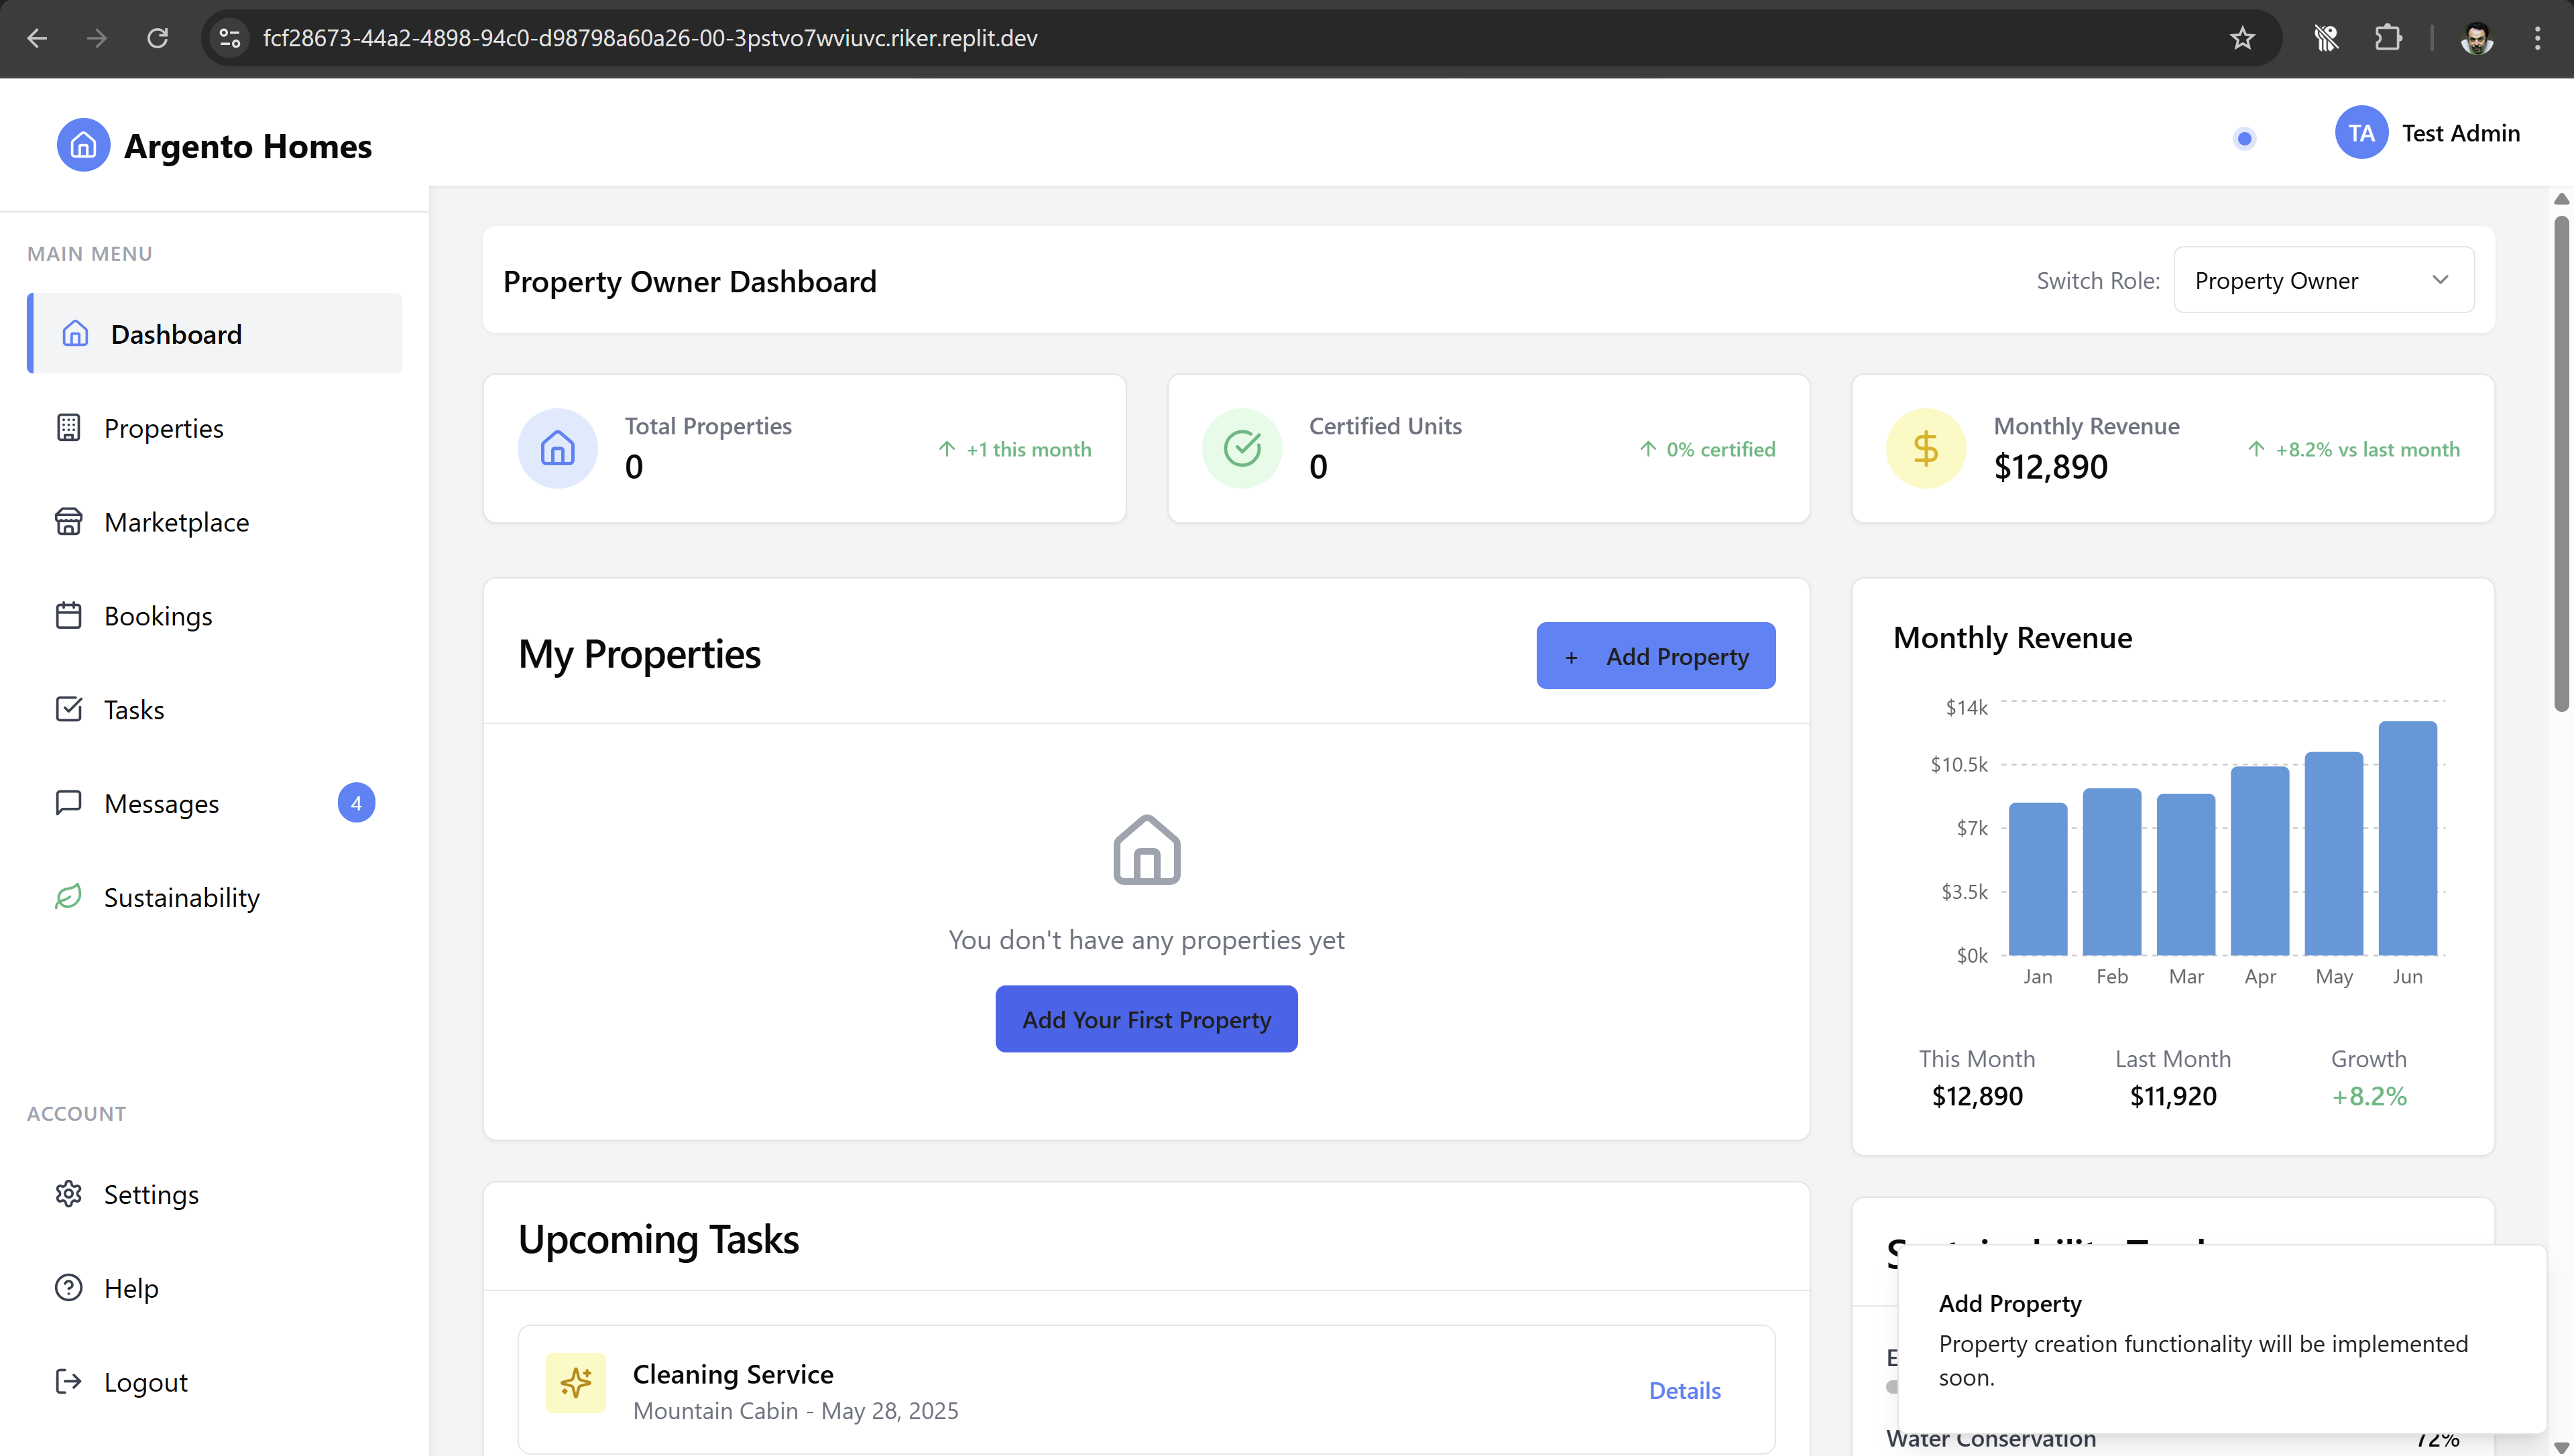 fcf28673-44a2-4898-94c0-d98798a60a26-00-3pstvo7wviuvc.riker.replit.dev
Argento Homes
TA Test Admin
MAIN MENU
Dashboard
Properties
Marketplace
Bookings
Tasks
Messages 4
Sustainability
ACCOUNT
Settings
Help
Logout
Property Owner Dashboard
Switch Role: Property Owner
Total Properties
0
+1 this month
Certified Units
0
0% certified
Monthly Revenue
$12,890
+8.2% vs last month
My Properties
+ Add Property
You don't have any properties yet
Add Your First Property
Monthly Revenue
$14k
$10.5k
$7k
$3.5k
$0k
Jan Feb Mar Apr May Jun
This Month Last Month Growth
$12,890 $11,920 +8.2%
Upcoming Tasks
Cleaning Service
Mountain Cabin - May 28, 2025
Details
Add Property
Property creation functionality will be implemented
soon.
Water Conservation 72%